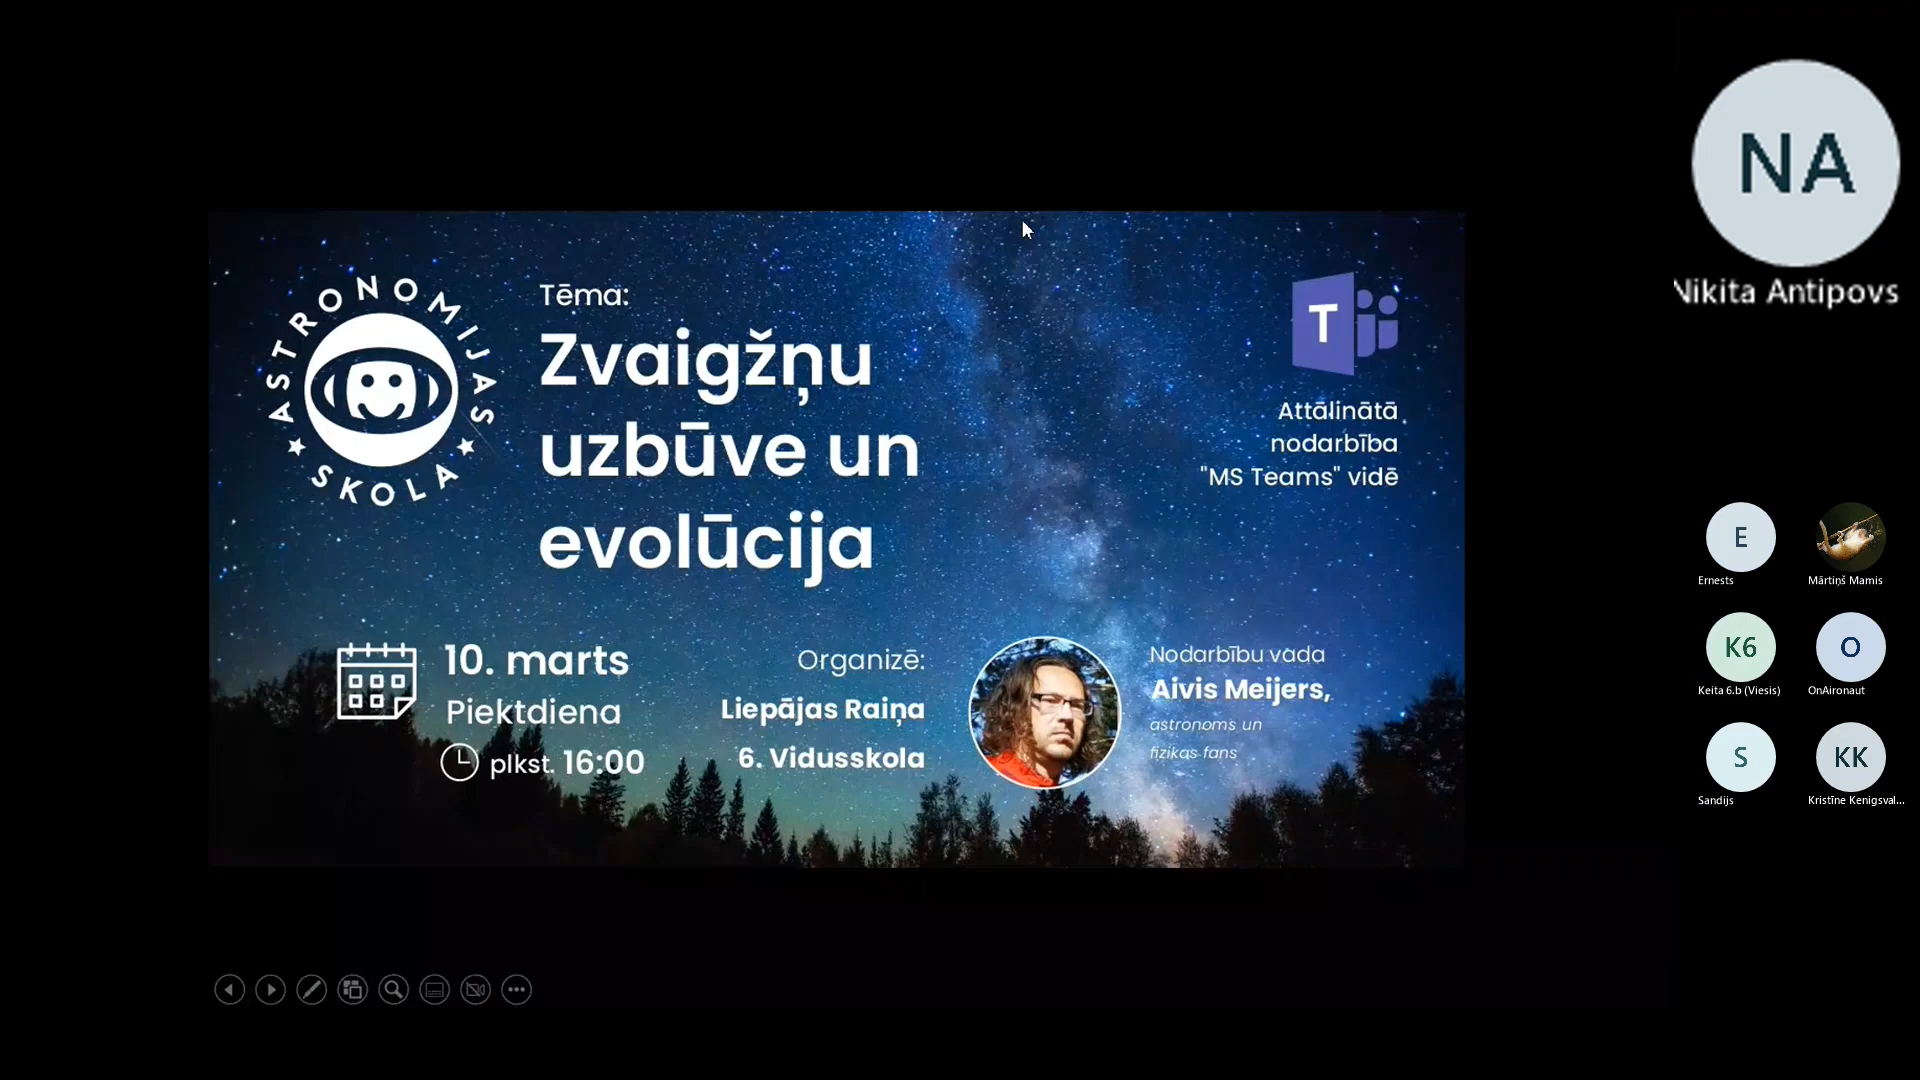 ASTRONOMIJAS
SKOLA
Tēma:
Zvaigžņu
uzbūve un
evolūcija
T
Attālinātā
nodarbība
"MS Teams" vidē
10. marts
Piektdiena
plkst. 16:00
Organizē:
Liepājas Raiņa
6. Vidusskola
Nodarbību vada
Aivis Meijers,
astronoms un
fizikas fans
NA
Nikita Antipovs
E
Ernests
Mārtiņš Mamis
K6
Keita 6.b (Viesis)
O
OnAironaut
S
Sandijs
KK
Kristīne Kenigsval...